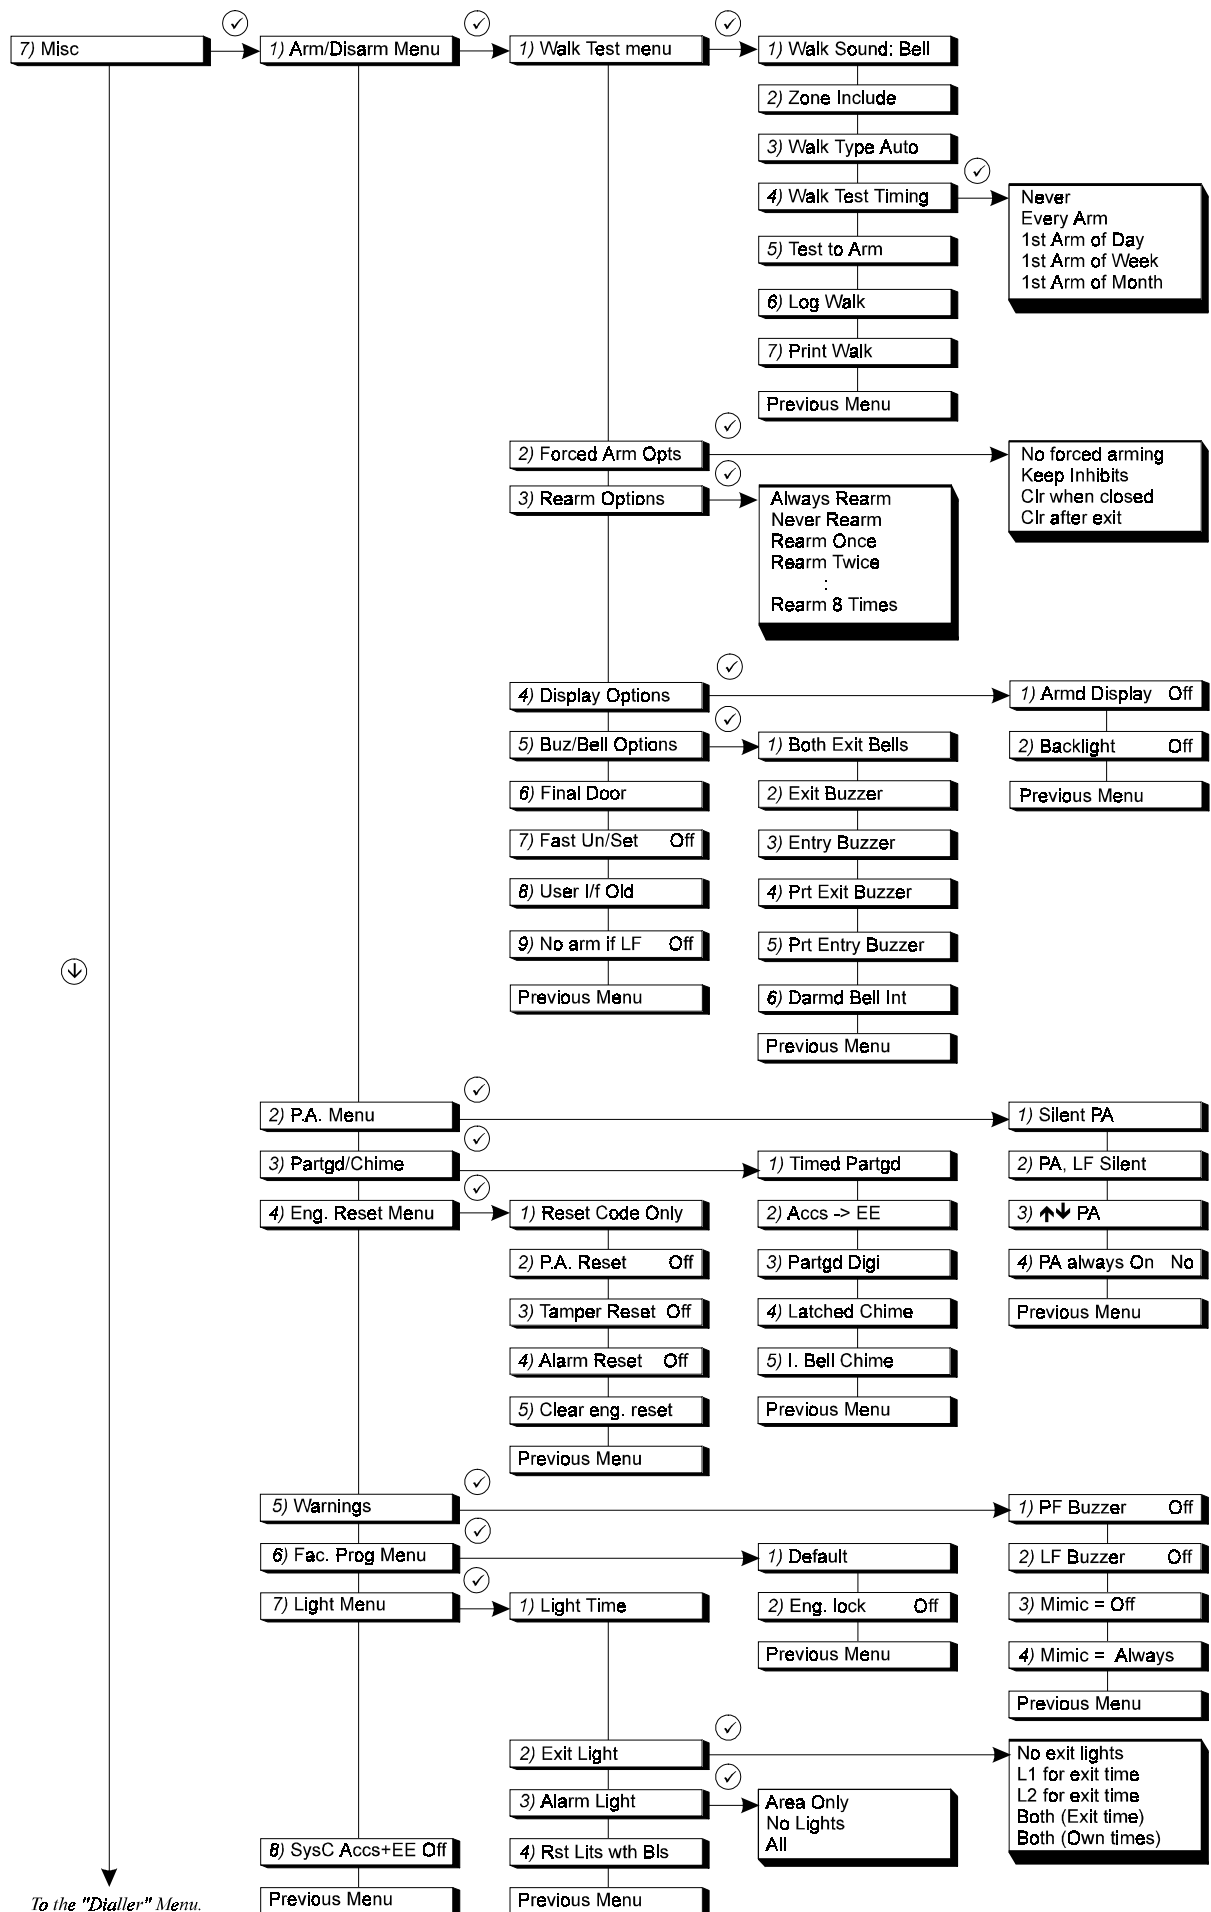 7) Misc
1) Arm/Disarm Menu
1) Walk Test menu
1) Walk Sound: Bell
2) Zone Include
3) Walk Type Auto
4) Walk Test Timing
Never
Every Arm
1st Arm of Day
1st Arm of Week
1st Arm of Month
5) Test to Arm
6) Log Walk
7) Print Walk
Previous Menu
2) Forced Arm Opts
No forced arming
Keep Inhibits
Clr when closed
Clr after exit
3) Rearm Options
Always Rearm
Never Rearm
Rearm Once
Rearm Twice
:
Rearm 8 Times
4) Display Options
1) Armd Display Off
2) Backlight Off
Previous Menu
5) Buz/Bell Options
1) Both Exit Bells
2) Exit Buzzer
3) Entry Buzzer
4) Prt Exit Buzzer
5) Prt Entry Buzzer
6) Darmd Bell Int
Previous Menu
6) Final Door
7) Fast Un/Set Off
8) User I/f Old
9) No arm if LF Off
Previous Menu
2) P.A. Menu
1) Silent PA
2) PA, LF Silent
3) ↑↓ PA
4) PA always On No
Previous Menu
3) Partgd/Chime
1) Timed Partgd
2) Accs -> EE
3) Partgd Digi
4) Latched Chime
5) I. Bell Chime
Previous Menu
4) Eng. Reset Menu
1) Reset Code Only
2) P.A. Reset Off
3) Tamper Reset Off
4) Alarm Reset Off
5) Clear eng. reset
Previous Menu
5) Warnings
1) PF Buzzer Off
2) LF Buzzer Off
3) Mimic = Off
4) Mimic = Always
Previous Menu
6) Fac. Prog Menu
1) Default
2) Eng. lock Off
Previous Menu
7) Light Menu
1) Light Time
2) Exit Light
No exit lights
L1 for exit time
L2 for exit time
Both (Exit time)
Both (Own times)
3) Alarm Light
Area Only
No Lights
All
4) Rst Lits wth Bls
Previous Menu
8) SysC Accs+EE Off
Previous Menu
To the "Dialler" Menu.